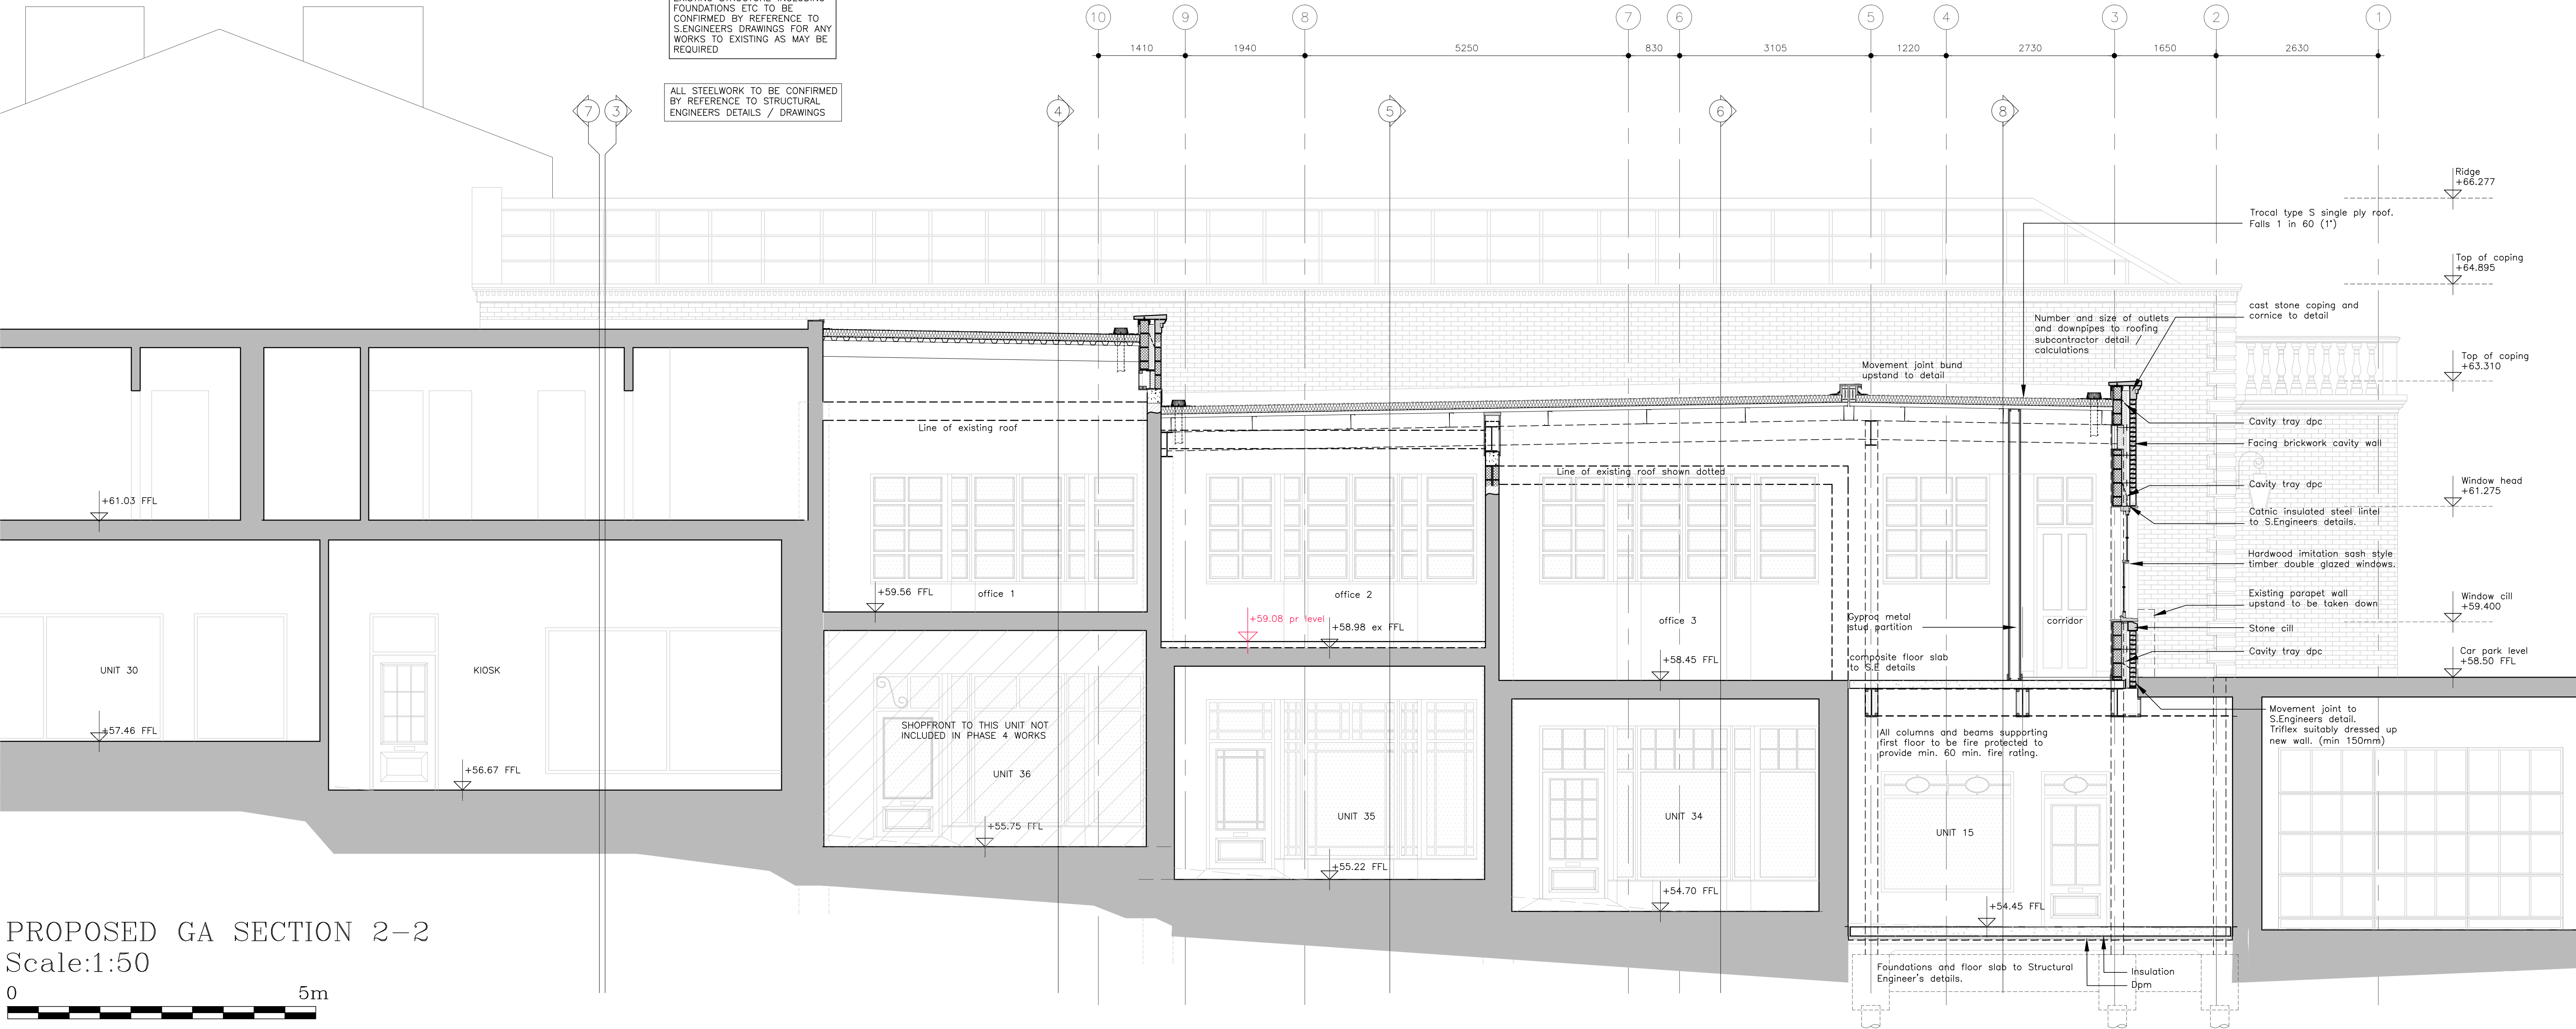 EXISTING STRUCTURE INCLUDING
FOUNDATIONS ETC TO BE
CONFIRMED BY REFERENCE TO
S.ENGINEERS DRAWINGS FOR ANY
WORKS TO EXISTING AS MAY BE
REQUIRED
ALL STEELWORK TO BE CONFIRMED
BY REFERENCE TO STRUCTURAL
ENGINEERS DETAILS / DRAWINGS
10 9 8 7 6 5 4 3 2 1
1410 1940 5250 830 3105 1220 2730 1650 2630
7 3 4 5 6 8
Ridge
+66.277
Trocal type S single ply roof.
Falls 1 in 60 (1°)
Top of coping
+64.895
cast stone coping and
cornice to detail
Number and size of outlets
and downpipes to roofing
subcontractor detail /
calculations
Top of coping
+63.310
Movement joint bund
upstand to detail
Cavity tray dpc
Line of existing roof
Facing brickwork cavity wall
Line of existing roof shown dotted
Cavity tray dpc
Window head
+61.275
+61.03 FFL
Catnic insulated steel lintel
to S.Engineers details.
Hardwood imitation sash style
timber double glazed windows.
+59.56 FFL
office 1
office 2
Existing parapet wall
upstand to be taken down
Window cill
+59.400
+59.08 pr level
+58.98 ex FFL
office 3
Gyproc metal
stud partition
corridor
Stone cill
Cavity tray dpc
Car park level
+58.50 FFL
+58.45 FFL
composite floor slab
to S.E details
UNIT 30
KIOSK
Movement joint to
S.Engineers detail.
Triflex suitably dressed up
new wall. (min 150mm)
+57.46 FFL
SHOPFRONT TO THIS UNIT NOT
INCLUDED IN PHASE 4 WORKS
All columns and beams supporting
first floor to be fire protected to
provide min. 60 min. fire rating.
+56.67 FFL
UNIT 36
+55.75 FFL
UNIT 35
UNIT 34
UNIT 15
+55.22 FFL
+54.70 FFL
+54.45 FFL
PROPOSED GA SECTION 2-2
Scale:1:50
0 5m
Foundations and floor slab to Structural
Engineer's details.
Insulation
Dpm